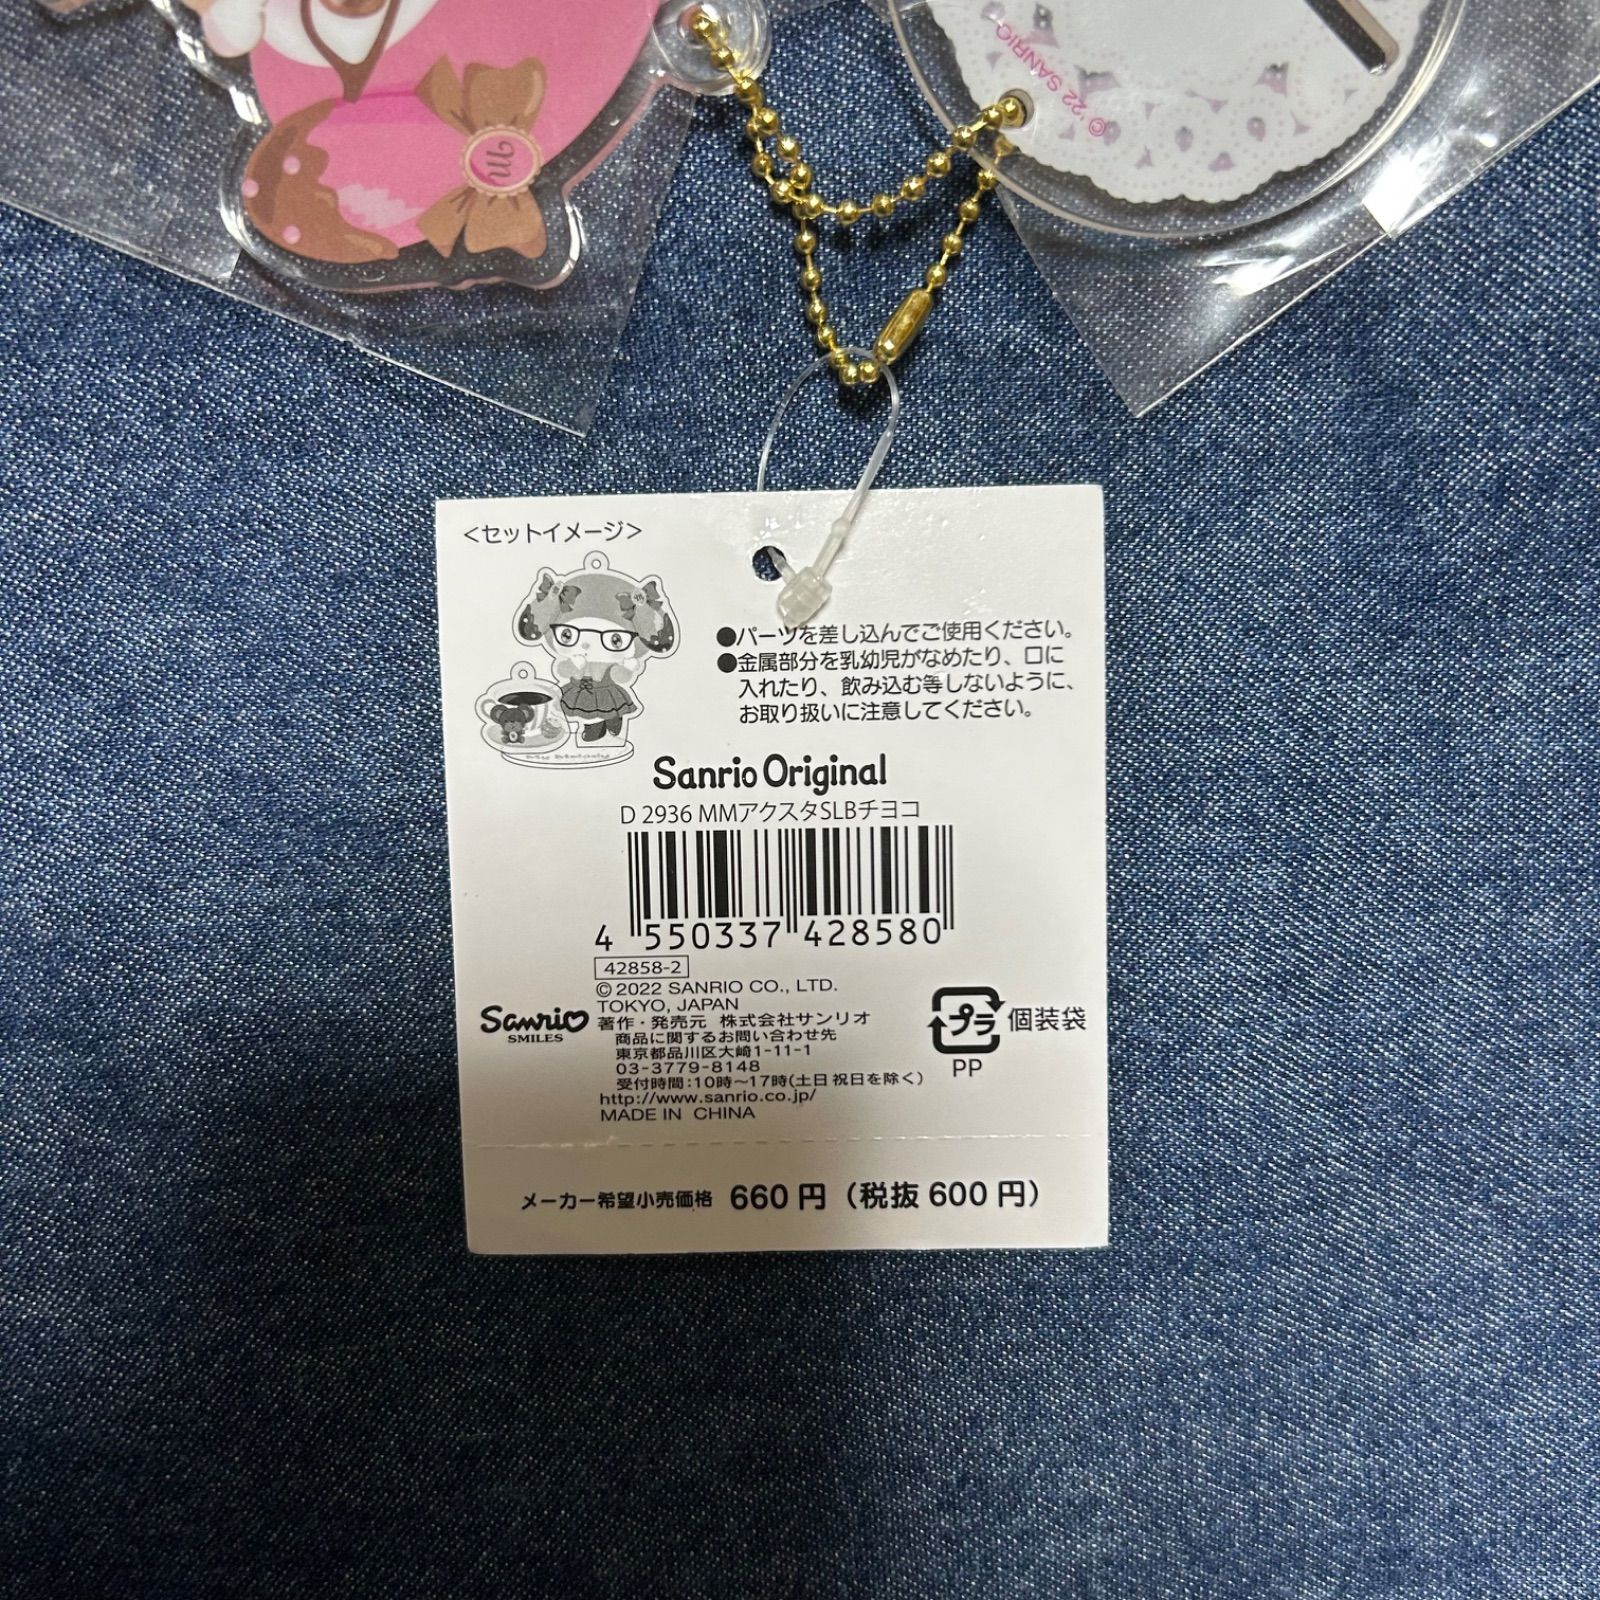 © '22 SANRIO
m
<セットイメージ>
●パーツを差し込んでご使用ください。
●金属部分を乳幼児がなめたり、口に
入れたり、飲み込む等しないように、
お取り扱いに注意してください。
Sanrio Original
D 2936 MMアクスタSLBチヨコ
4 550337 428580
42858-2
© 2022 SANRIO CO., LTD.
TOKYO, JAPAN
Sanrio
SMILES
著作・発売元 株式会社サンリオ
商品に関するお問い合わせ先
東京都品川区大崎1-11-1
03-3779-8148
受付時間:10時～17時(土日祝日を除く)
http://www.sanrio.co.jp/
MADE IN CHINA
プラ 個装袋
PP
メーカー希望小売価格 660 円（税抜 600 円）